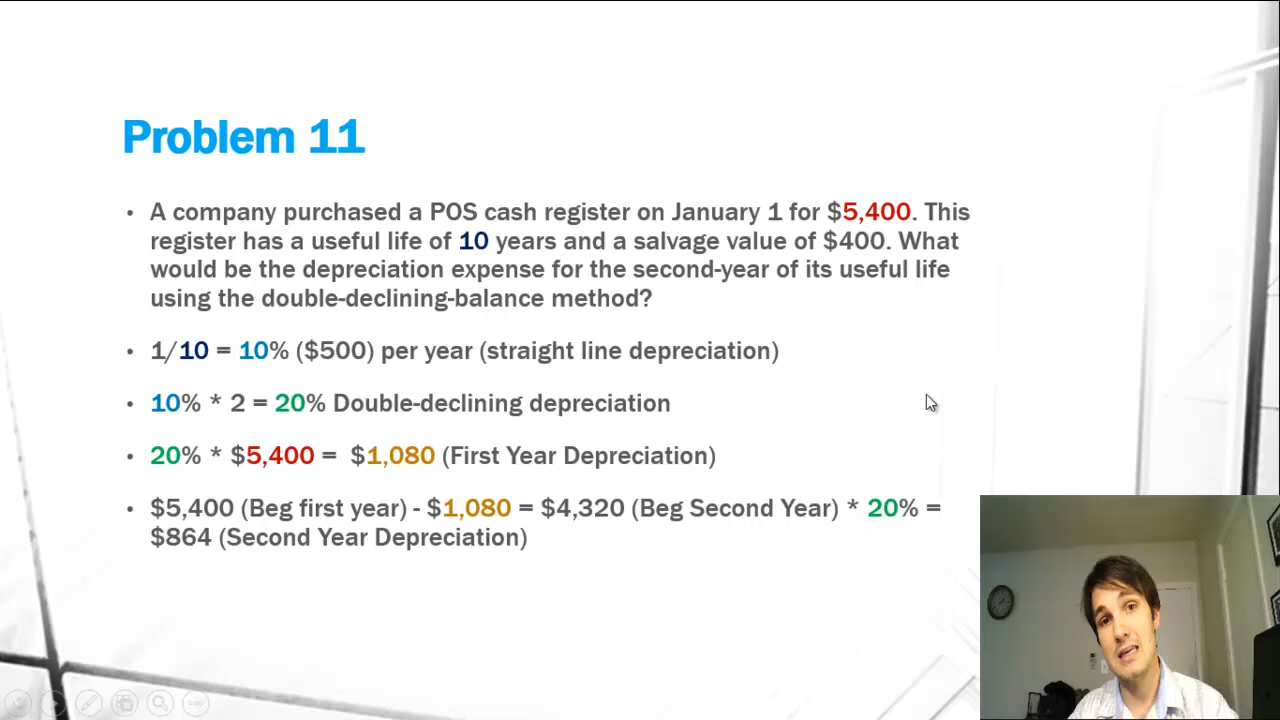 Problem 11
• A company purchased a POS cash register on January 1 for $5,400. This
register has a useful life of 10 years and a salvage value of $400. What
would be the depreciation expense for the second-year of its useful life
using the double-declining-balance method?
• 1/10 = 10% ($500) per year (straight line depreciation)
• 10% * 2 = 20% Double-declining depreciation
• 20% * $5,400 = $1,080 (First Year Depreciation)
• $5,400 (Beg first year) - $1,080 = $4,320 (Beg Second Year) * 20% =
$864 (Second Year Depreciation)